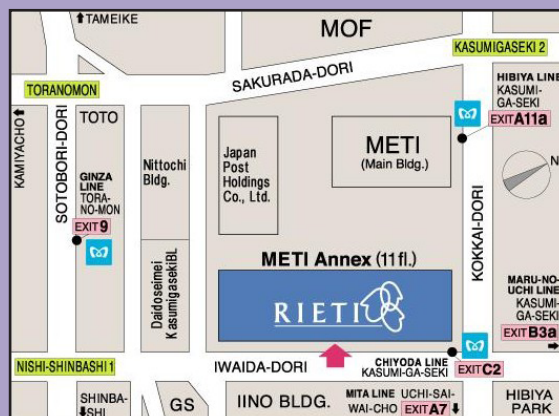 TAMEIKE
MOF
KASUMIGASEKI 2
SAKURADA-DORI
TORANOMON
HIBIYA LINE
KASUMI-
GA-SEKI
EXIT A11a
KAMIYACHO
SOTOBORI-DORI
TOTO
GINZA
LINE
TORA-
NO-MON
EXIT 9
Nittochi
Bldg.
Japan
Post
Holdings
Co., Ltd.
METI
(Main Bldg.)
N
KOKKAI-DORI
Daidoseimei
KasumigasekiBL
METI Annex (11 fl.)
RIETI
MARU-NO-
UCHI LINE
KASUMI-
GA-SEKI
EXIT B3a
NISHI-SHINBASHI 1
IWAIDA-DORI
CHIYODA LINE
KASUMI-GA-SEKI
EXIT C2
SHINBA-
SHI
GS
IINO BLDG.
MITA LINE UCHI-SAI-
WAI-CHO EXIT A7
HIBIYA
PARK